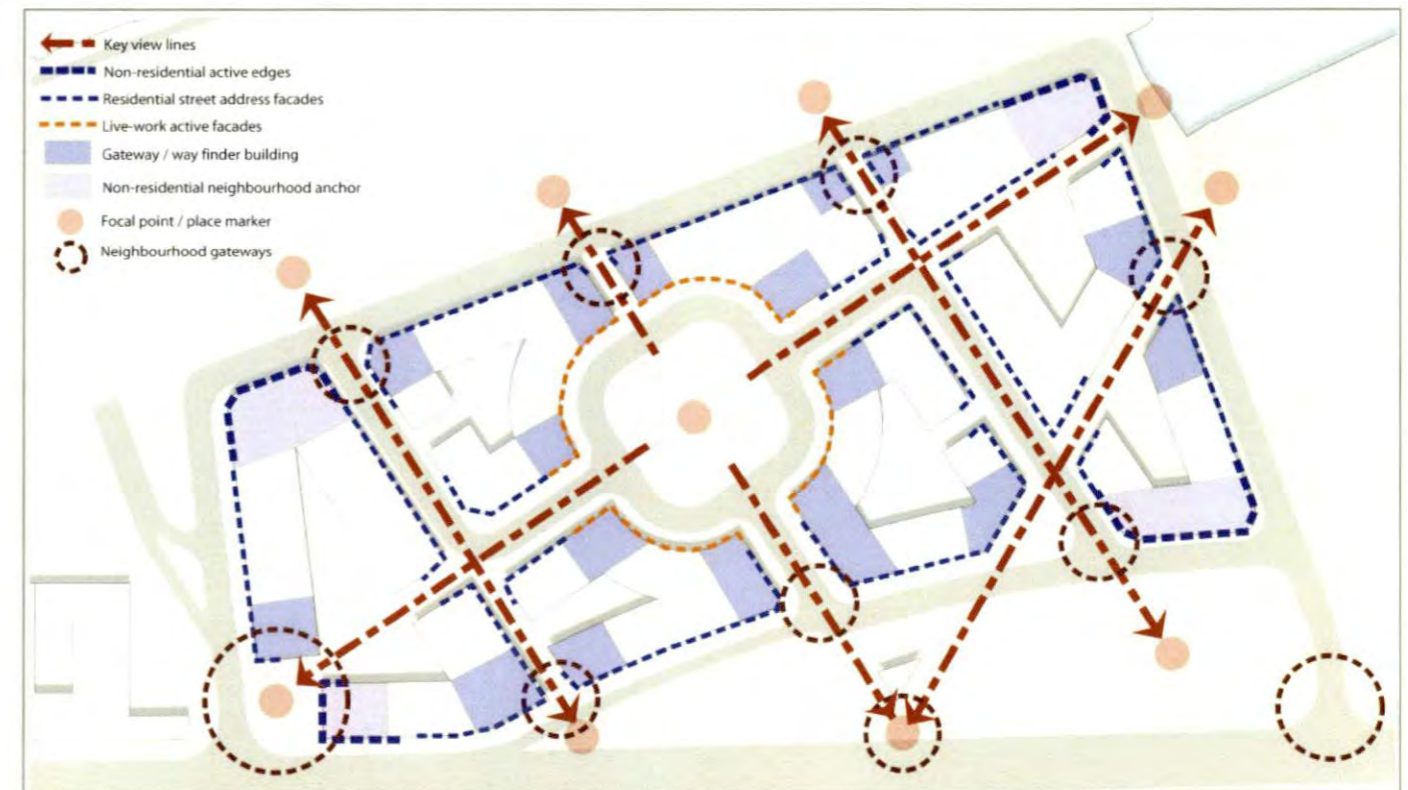 Key view lines
Non-residential active edges
Residential street address facades
Live-work active facades
Gateway / way finder building
Non-residential neighbourhood anchor
Focal point / place marker
Neighbourhood gateways